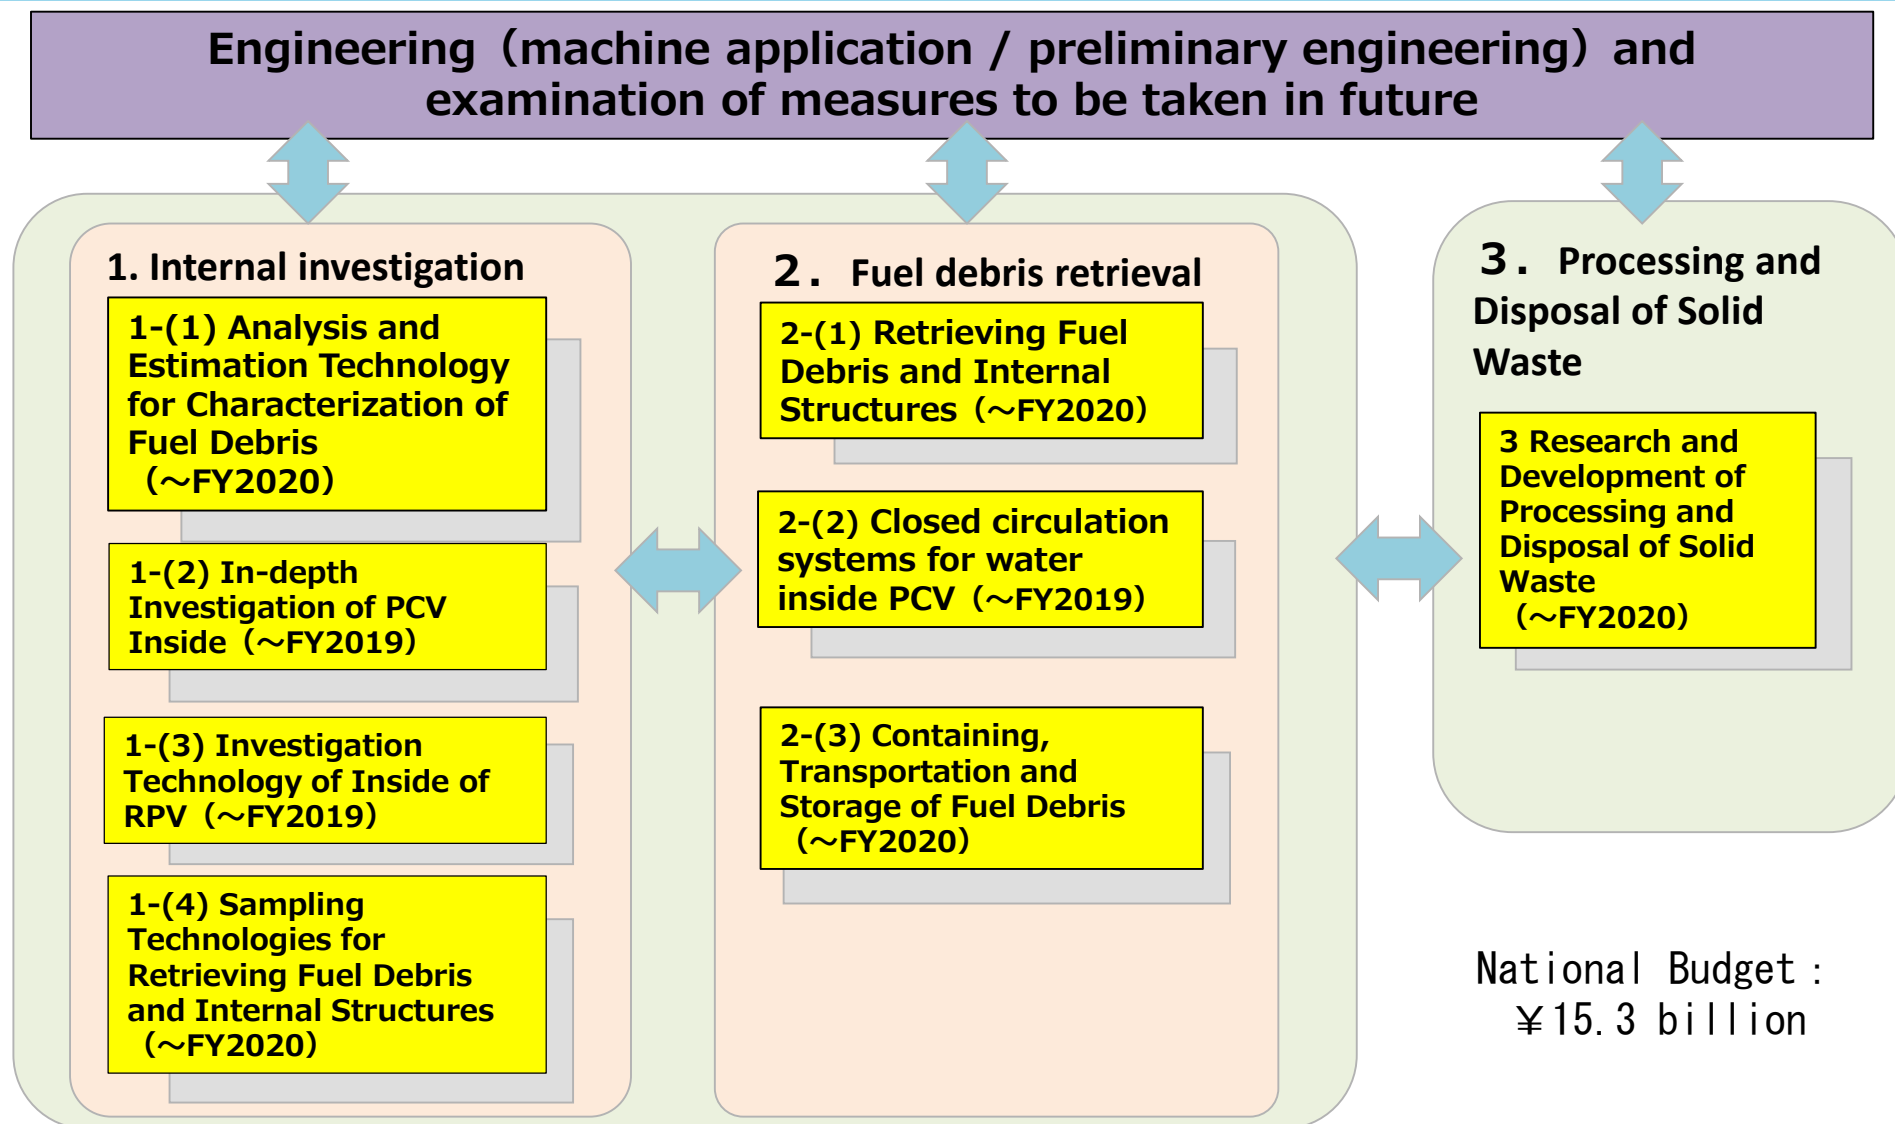 Engineering（machine application / preliminary engineering）and
examination of measures to be taken in future
1. Internal investigation
1-(1) Analysis and
Estimation Technology
for Characterization of
Fuel Debris
（～FY2020）
1-(2) In-depth
Investigation of PCV
Inside（～FY2019）
1-(3) Investigation
Technology of Inside of
RPV（～FY2019）
1-(4) Sampling
Technologies for
Retrieving Fuel Debris
and Internal Structures
（～FY2020）
２．Fuel debris retrieval
2-(1) Retrieving Fuel
Debris and Internal
Structures（～FY2020）
2-(2) Closed circulation
systems for water
inside PCV（～FY2019）
2-(3) Containing,
Transportation and
Storage of Fuel Debris
（～FY2020）
３．Processing and
Disposal of Solid
Waste
3 Research and
Development of
Processing and
Disposal of Solid
Waste
（～FY2020）
National Budget：
￥15.3 billion